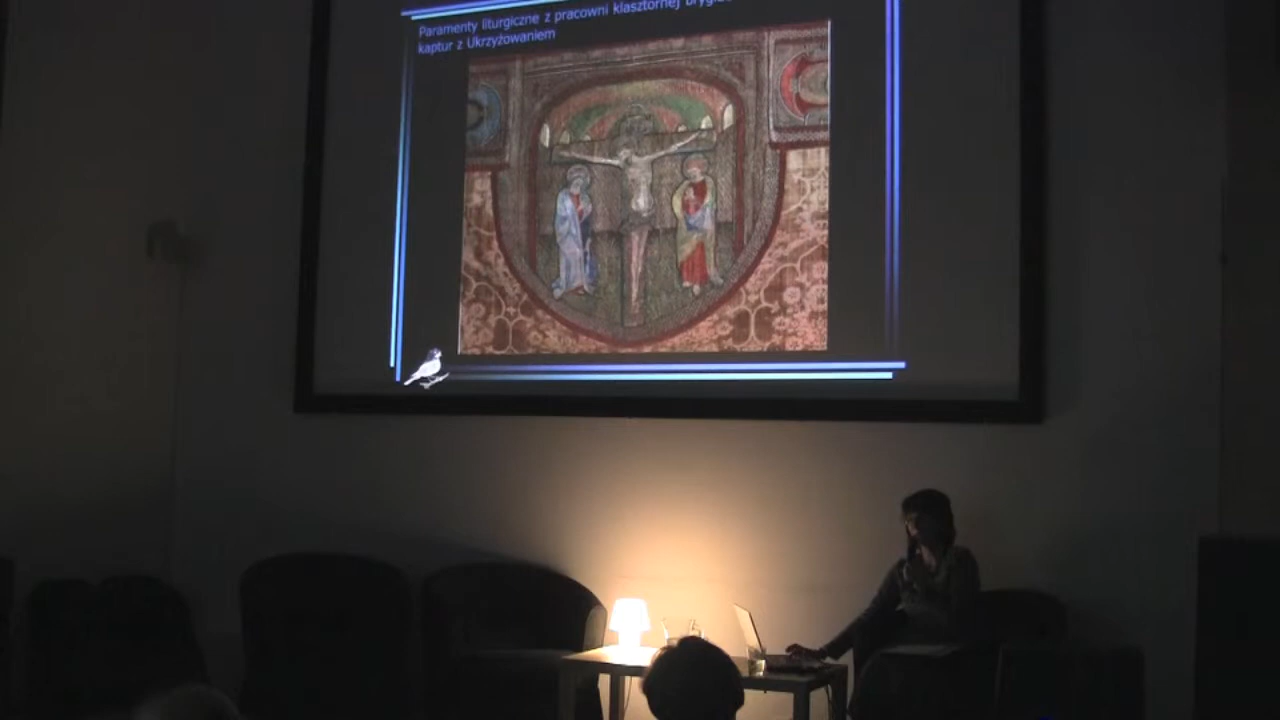 Paramenty liturgiczne z pracowni klasztornej
kaptur z Ukrzyżowaniem